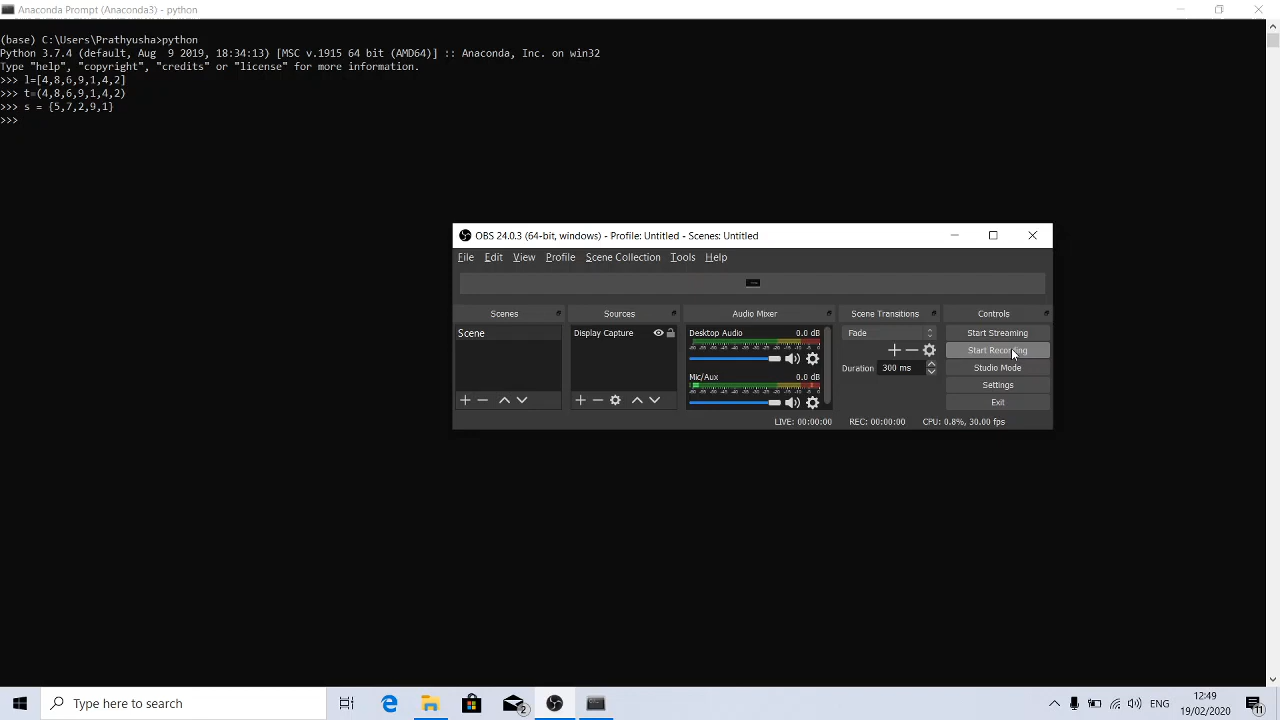 Anaconda Prompt (Anaconda3) - python
(base) C:\Users\Prathyusha>python
Python 3.7.4 (default, Aug  9 2019, 18:34:13) [MSC v.1915 64 bit (AMD64)] :: Anaconda, Inc. on win32
Type "help", "copyright", "credits" or "license" for more information.
>>> l=[4,8,6,9,1,4,2]
>>> t=(4,8,6,9,1,4,2)
>>> s = {5,7,2,9,1}
>>>
OBS 24.0.3 (64-bit, windows) - Profile: Untitled - Scenes: Untitled
File Edit View Profile Scene Collection Tools Help
Scenes Sources Audio Mixer Scene Transitions Controls
Scene
Display Capture
Desktop Audio 0.0 dB
Mic/Aux 0.0 dB
Fade
Duration 300 ms
Start Streaming
Start Recording
Studio Mode
Settings
Exit
LIVE: 00:00:00 REC: 00:00:00 CPU: 0.8%, 30.00 fps
Type here to search
2
ENG
12:49
19/02/2020
11